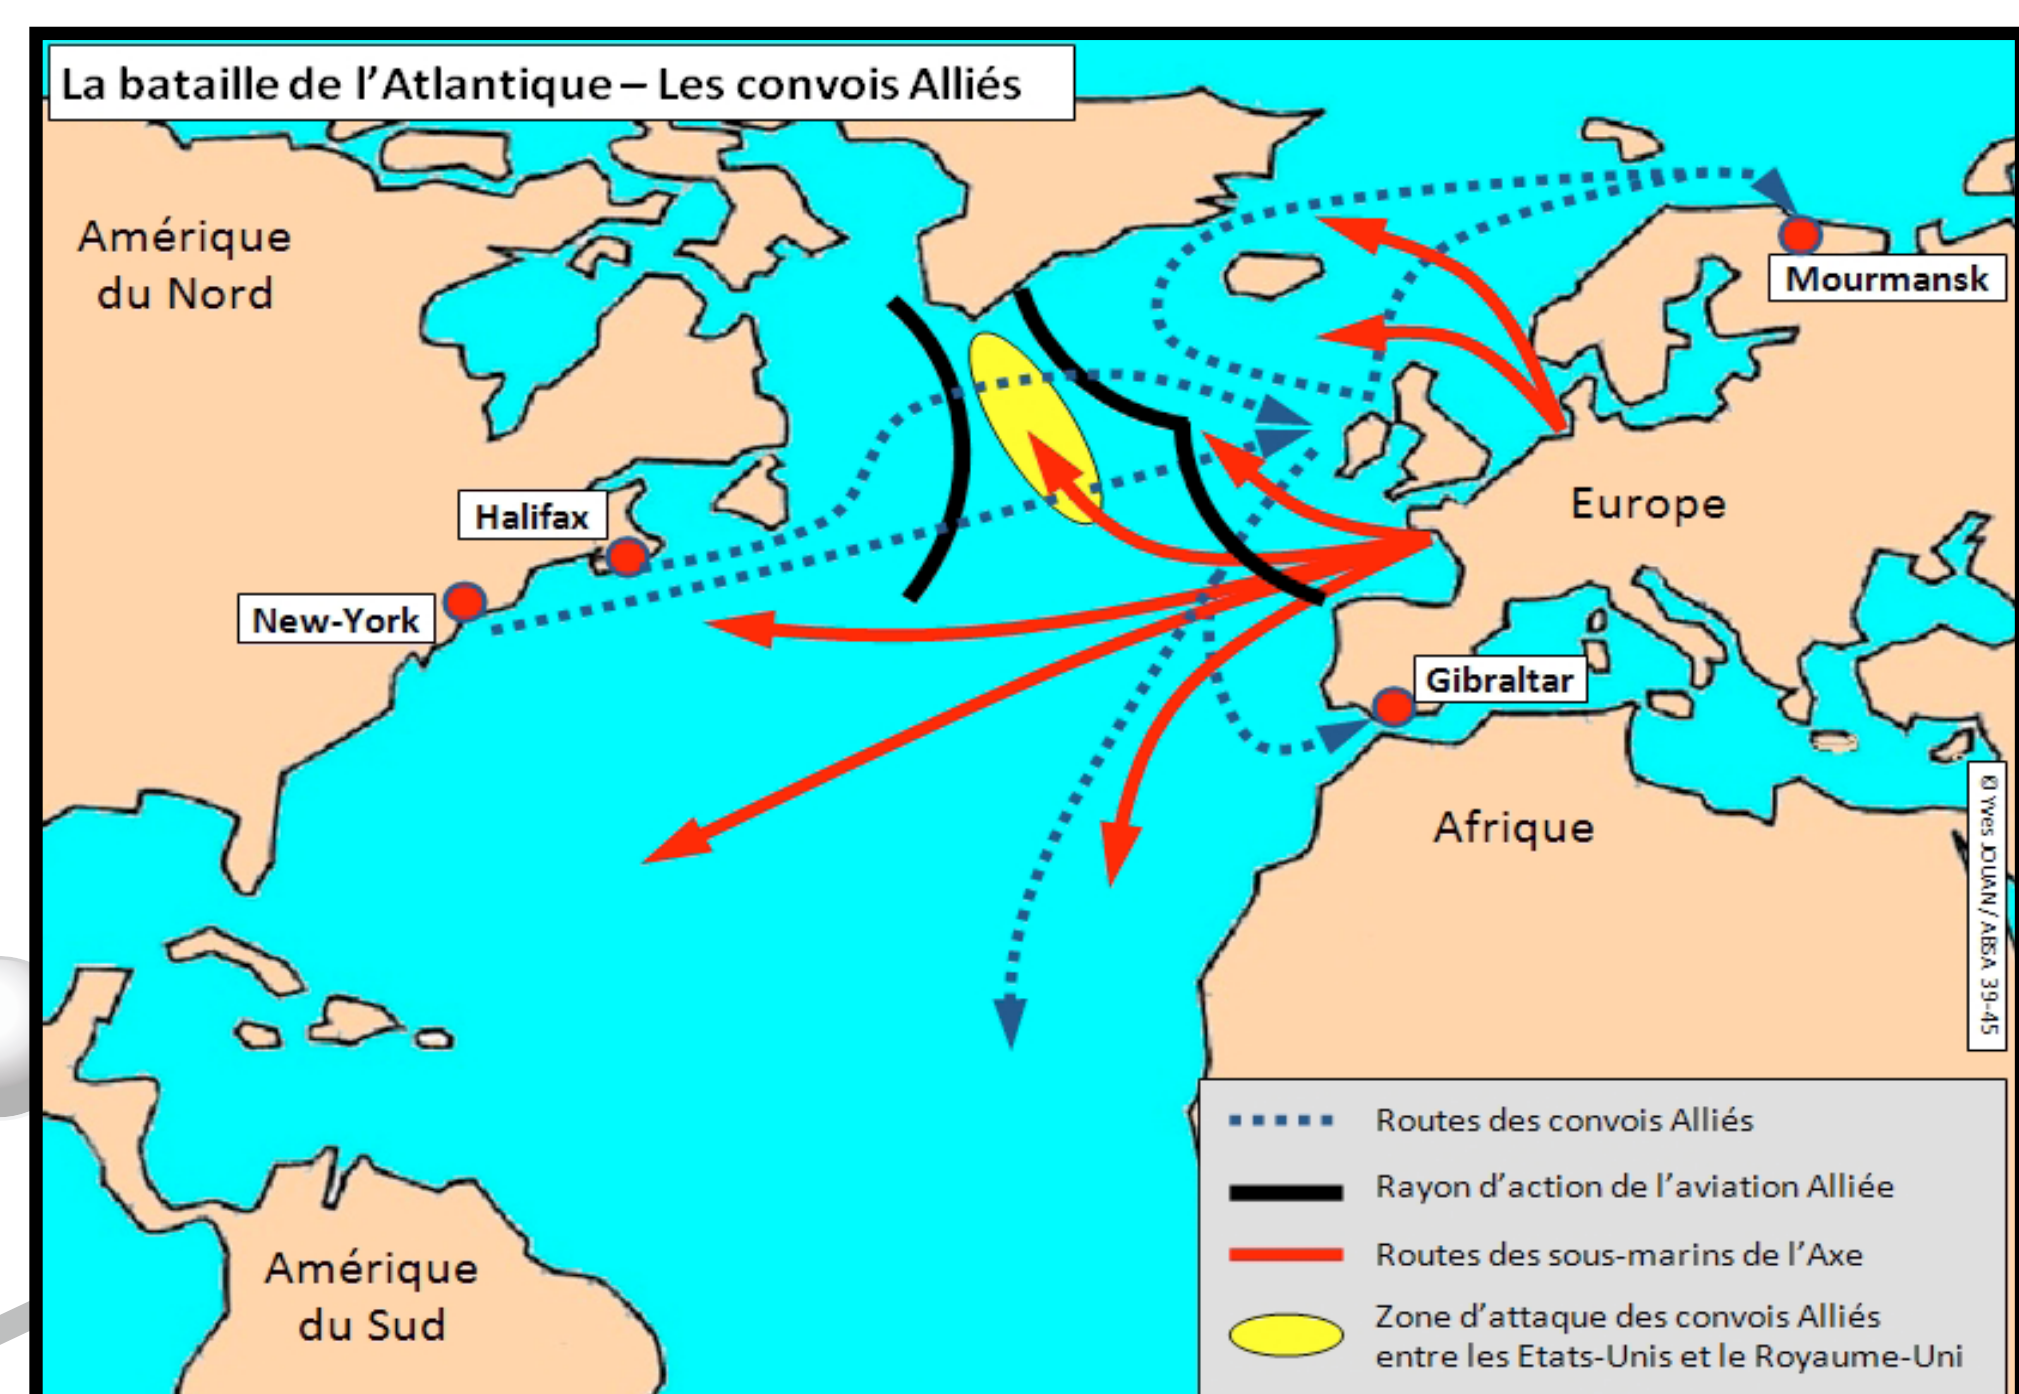 La bataille de l'Atlantique – Les convois Alliés
Amérique
du Nord
Mourmansk
Halifax
Europe
New-York
Gibraltar
Afrique
© Yves JOUAN / ABSA 39-45
Routes des convois Alliés
Rayon d'action de l'aviation Alliée
Routes des sous-marins de l'Axe
Amérique
du Sud
Zone d'attaque des convois Alliés
entre les Etats-Unis et le Royaume-Uni